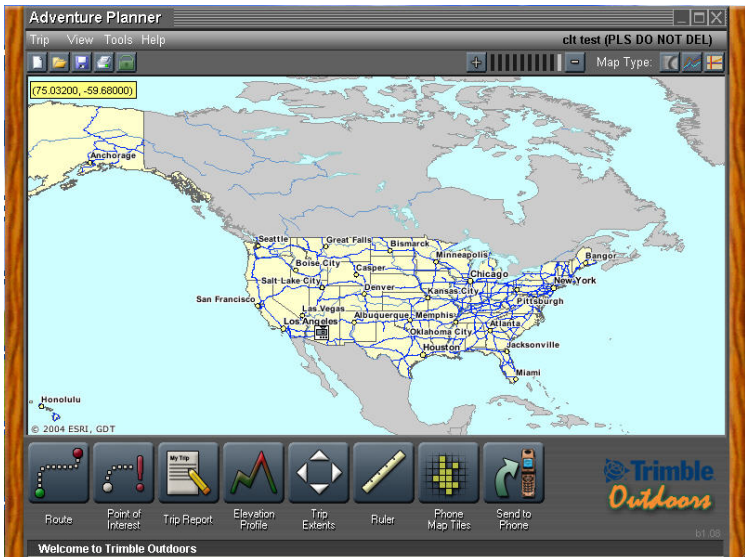 Adventure Planner
Trip View Tools Help
clt test (PLS DO NOT DEL)
Map Type:
(75.03200, -59.68000)
Anchorage
Seattle
Great Falls
Bismarck
Minneapolis
Bangor
Boise City
Casper
Chicago
Salt Lake City
Denver
Kansas City
New York
San Francisco
Pittsburgh
Las Vegas
Los Angeles
Albuquerque
Memphis
Atlanta
Oklahoma City
Houston
Jacksonville
Miami
Honolulu
© 2004 ESRI, GDT
My Trip
Route
Point of
Interest
Trip Report
Elevation
Profile
Trip
Extents
Ruler
Phone
Map Tiles
Send to
Phone
Trimble
Outdoors
b1.08
Welcome to Trimble Outdoors